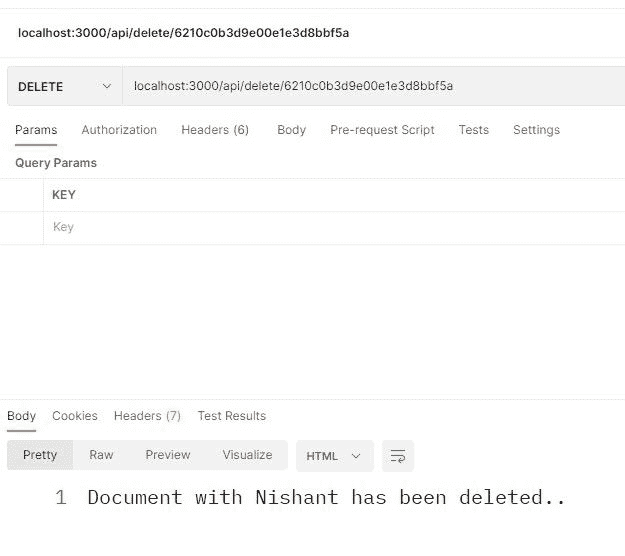 localhost:3000/api/delete/6210c0b3d9e00e1e3d8bbf5a
DELETE localhost:3000/api/delete/6210c0b3d9e00e1e3d8bbf5a
Params Authorization Headers (6) Body Pre-request Script Tests Settings
Query Params
KEY
Key
Body Cookies Headers (7) Test Results
Pretty Raw Preview Visualize HTML
1 Document with Nishant has been deleted..